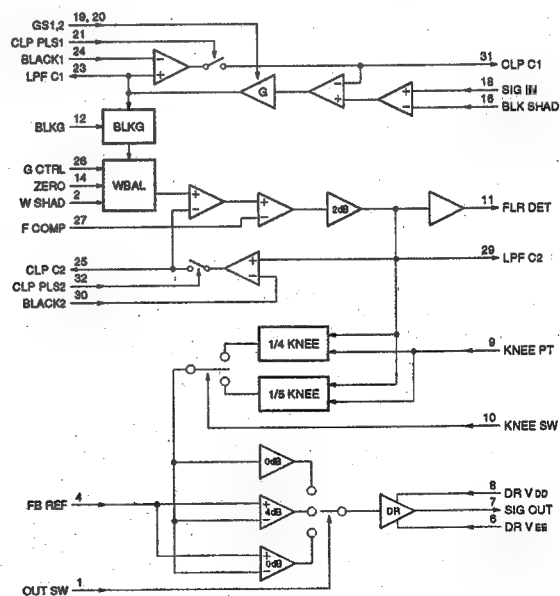 GS1,2 19, 20
CLP PLS1 21
BLACK1 24
LPF C1 23
31 CLP C1
18 SIG IN
16 BLK SHAD
G
BLKG 12
BLKG
G CTRL 26
ZERO 14
W SHAD 2
WBAL
F COMP 27
2dB
11 FLR DET
CLP C2 25
CLP PLS2 32
BLACK2 30
29 LPF C2
1/4 KNEE
9 KNEE PT
1/5 KNEE
10 KNEE SW
0dB
FB REF 4
4dB
DR
8 DR VDD
7 SIG OUT
6 DR VEE
0dB
OUT SW 1